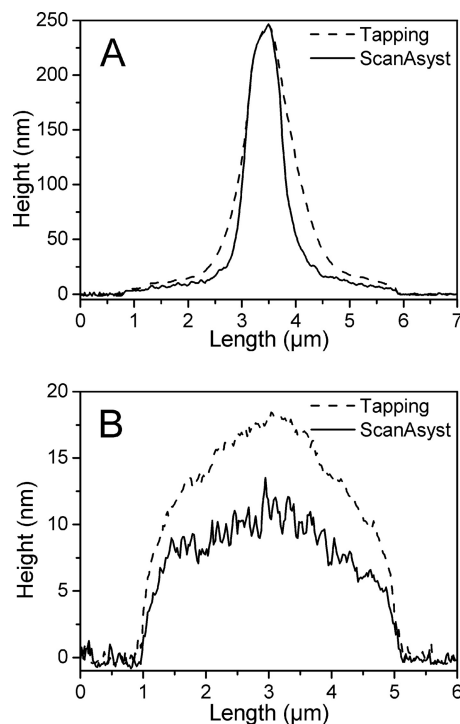 A
Tapping
ScanAsyst
Height (nm)
250
200
150
100
50
0
0 1 2 3 4 5 6 7
Length (µm)
B
Tapping
ScanAsyst
Height (nm)
20
15
10
5
0
0 1 2 3 4 5 6
Length (µm)